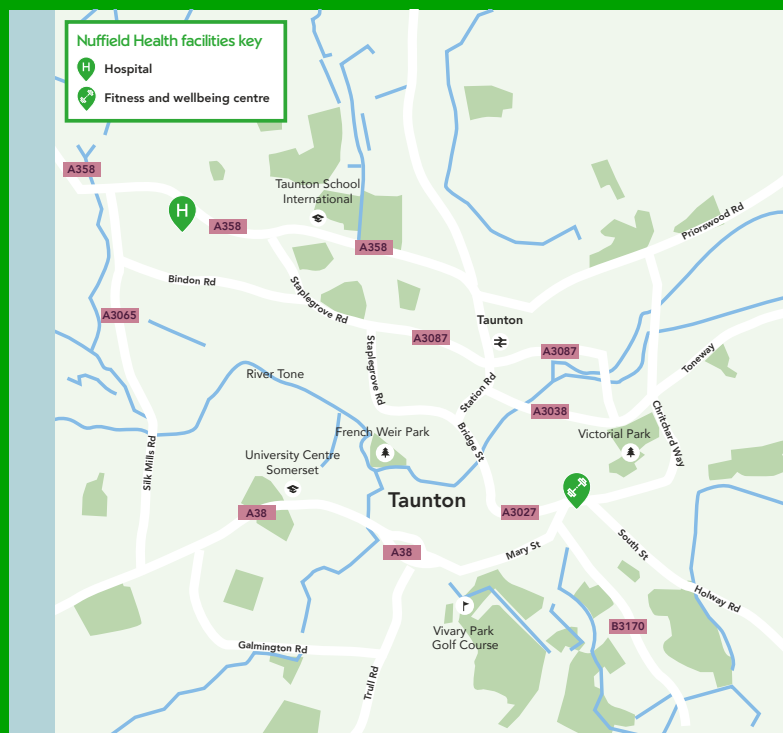 Nuffield Health facilities key
H Hospital
Fitness and wellbeing centre
A358
Taunton School
International
H
A358
A358
Priorswood Rd
Bindon Rd
Staplegrove Rd
A3065
Taunton
A3087
A3087
Staplegrove Rd
Toneway
River Tone
Station Rd
A3038
Chritchard Way
French Weir Park
Bridge St
Victorial Park
Silk Mills Rd
University Centre
Somerset
Taunton
A38
A3027
A38
Mary St
South St
Holway Rd
Vivary Park
Golf Course
B3170
Galmington Rd
Trull Rd